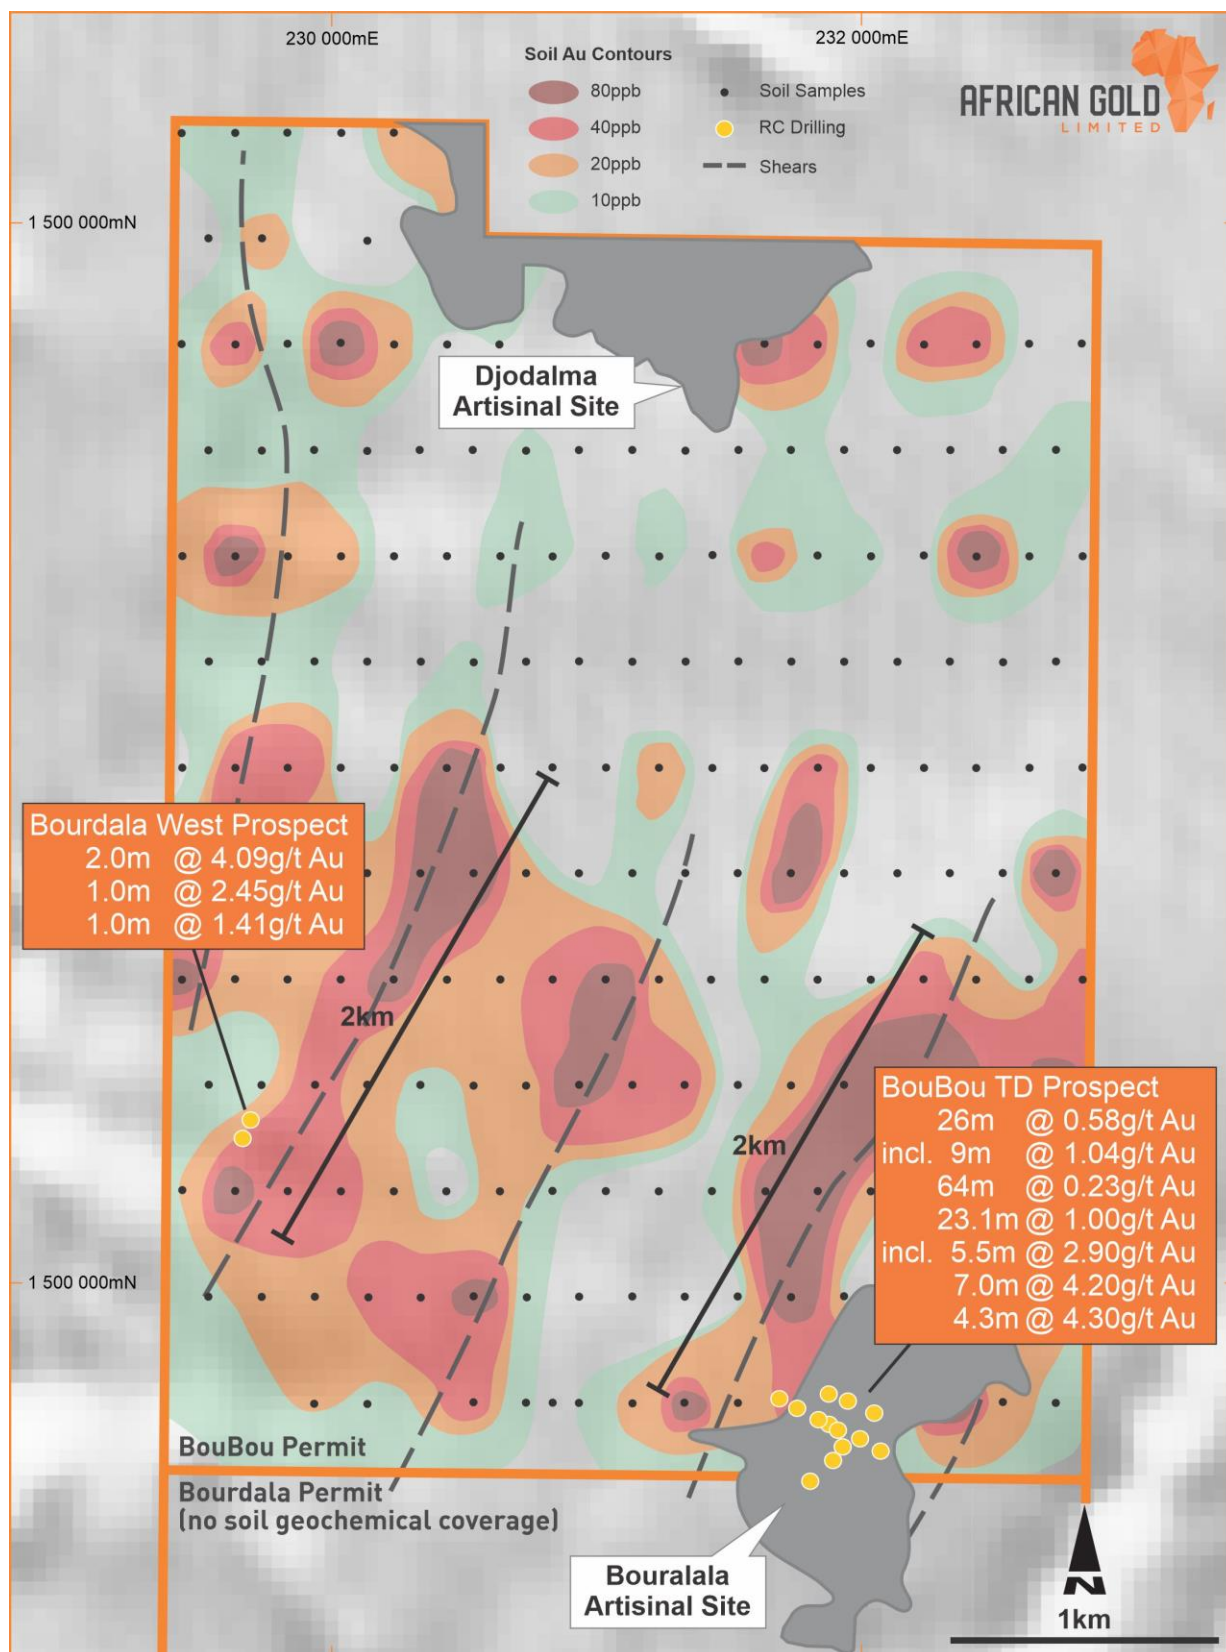 230 000mE
232 000mE
Soil Au Contours
80ppb
Soil Samples
40ppb
RC Drilling
20ppb
Shears
10ppb
AFRICAN GOLD
LIMITED
1 500 000mN
Djodalma
Artisinal Site
Bourdala West Prospect
2.0m @ 4.09g/t Au
1.0m @ 2.45g/t Au
1.0m @ 1.41g/t Au
2km
2km
BouBou TD Prospect
26m @ 0.58g/t Au
incl. 9m @ 1.04g/t Au
64m @ 0.23g/t Au
23.1m @ 1.00g/t Au
incl. 5.5m @ 2.90g/t Au
7.0m @ 4.20g/t Au
4.3m @ 4.30g/t Au
1 500 000mN
BouBou Permit
Bourdala Permit
(no soil geochemical coverage)
Bouralala
Artisinal Site
N
1km